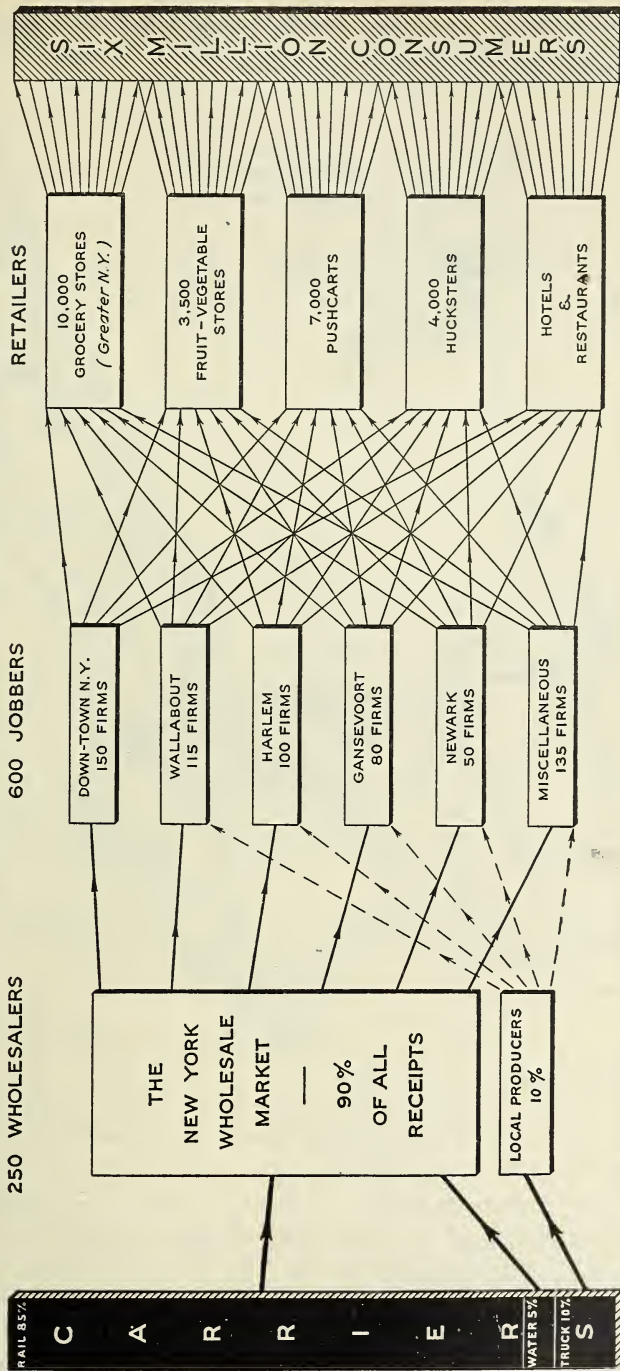 250 WHOLESALERS
600 JOBBERS
RETAILERS
RAIL 85%
CARRIERS
WATER 5%
TRUCK 10%
THE
NEW YORK
WHOLESALE
MARKET
—
90%
OF ALL
RECEIPTS
LOCAL PRODUCERS
10%
DOWN-TOWN N.Y.
150 FIRMS
WALLABOUT
115 FIRMS
HARLEM
100 FIRMS
GANSEVOORT
80 FIRMS
NEWARK
50 FIRMS
MISCELLANEOUS
135 FIRMS
10,000
GROCERY STORES
(Greater N.Y.)
3,500
FRUIT-VEGETABLE
STORES
7,000
PUSHCARTS
4,000
HUCKSTERS
HOTELS
&
RESTAURANTS
SIX MILLION CONSUMERS